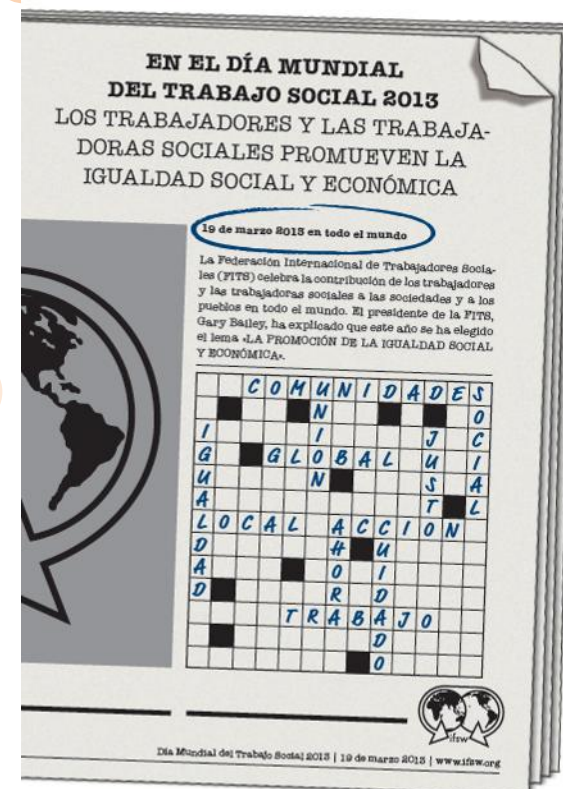 EN EL DÍA MUNDIAL
DEL TRABAJO SOCIAL 2013
LOS TRABAJADORES Y LAS TRABAJA-
DORAS SOCIALES PROMUEVEN LA
IGUALDAD SOCIAL Y ECONÓMICA
19 de marzo 2013 en todo el mundo
La Federación Internacional de Trabajadores Socia-
les (FITS) celebra la contribución de los trabajadores
y las trabajadoras sociales a las sociedades y a los
pueblos en todo el mundo. El presidente de la FITS,
Gary Bailey, ha explicado que este año se ha elegido
el lema «LA PROMOCIÓN DE LA IGUALDAD SOCIAL
Y ECONÓMICA».
COMUNIDADES
UNION
SOCIAL
JUSTO
IGUALDAD
GLOBAL
LOCAL
ACCION
AHORA
CUIDADO
TRABAJO
ifsw
Día Mundial del Trabajo Social 2013 | 19 de marzo 2013 | www.ifsw.org